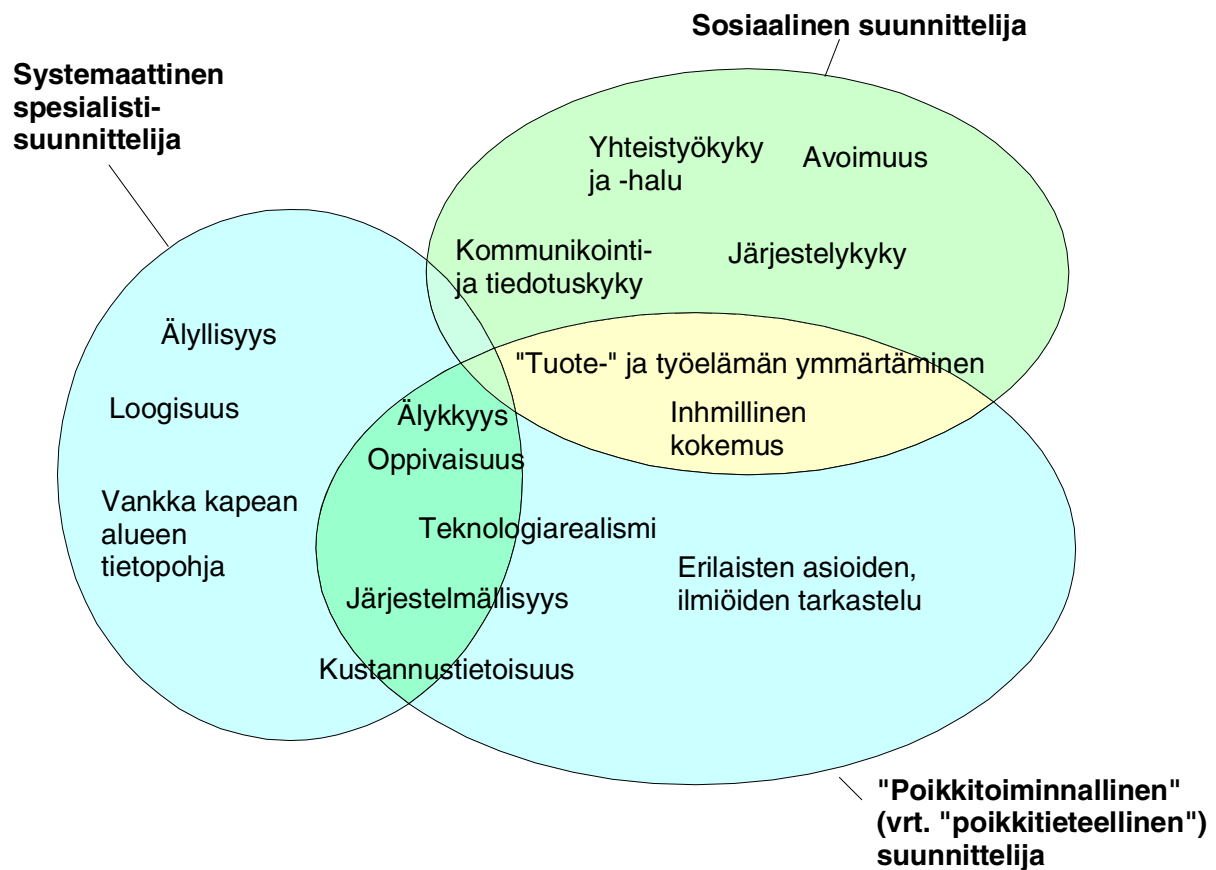 Sosiaalinen suunnittelija
Systemaattinen
spesialisti-
suunnittelija
Yhteistyökyky
ja -halu
Avoimuus
Kommunikointi-
ja tiedotuskyky
Järjestelykyky
Älyllisyys
"Tuote-" ja työelämän ymmärtäminen
Loogisuus
Älykkyys
Inhmillinen
kokemus
Oppivaisuus
Vankka kapean
alueen
tietopohja
Teknologiarealismi
Erilaisten asioiden,
ilmiöiden tarkastelu
Järjestelmällisyys
Kustannustietoisuus
"Poikkitoiminnallinen"
(vrt. "poikkitieteellinen")
suunnittelija